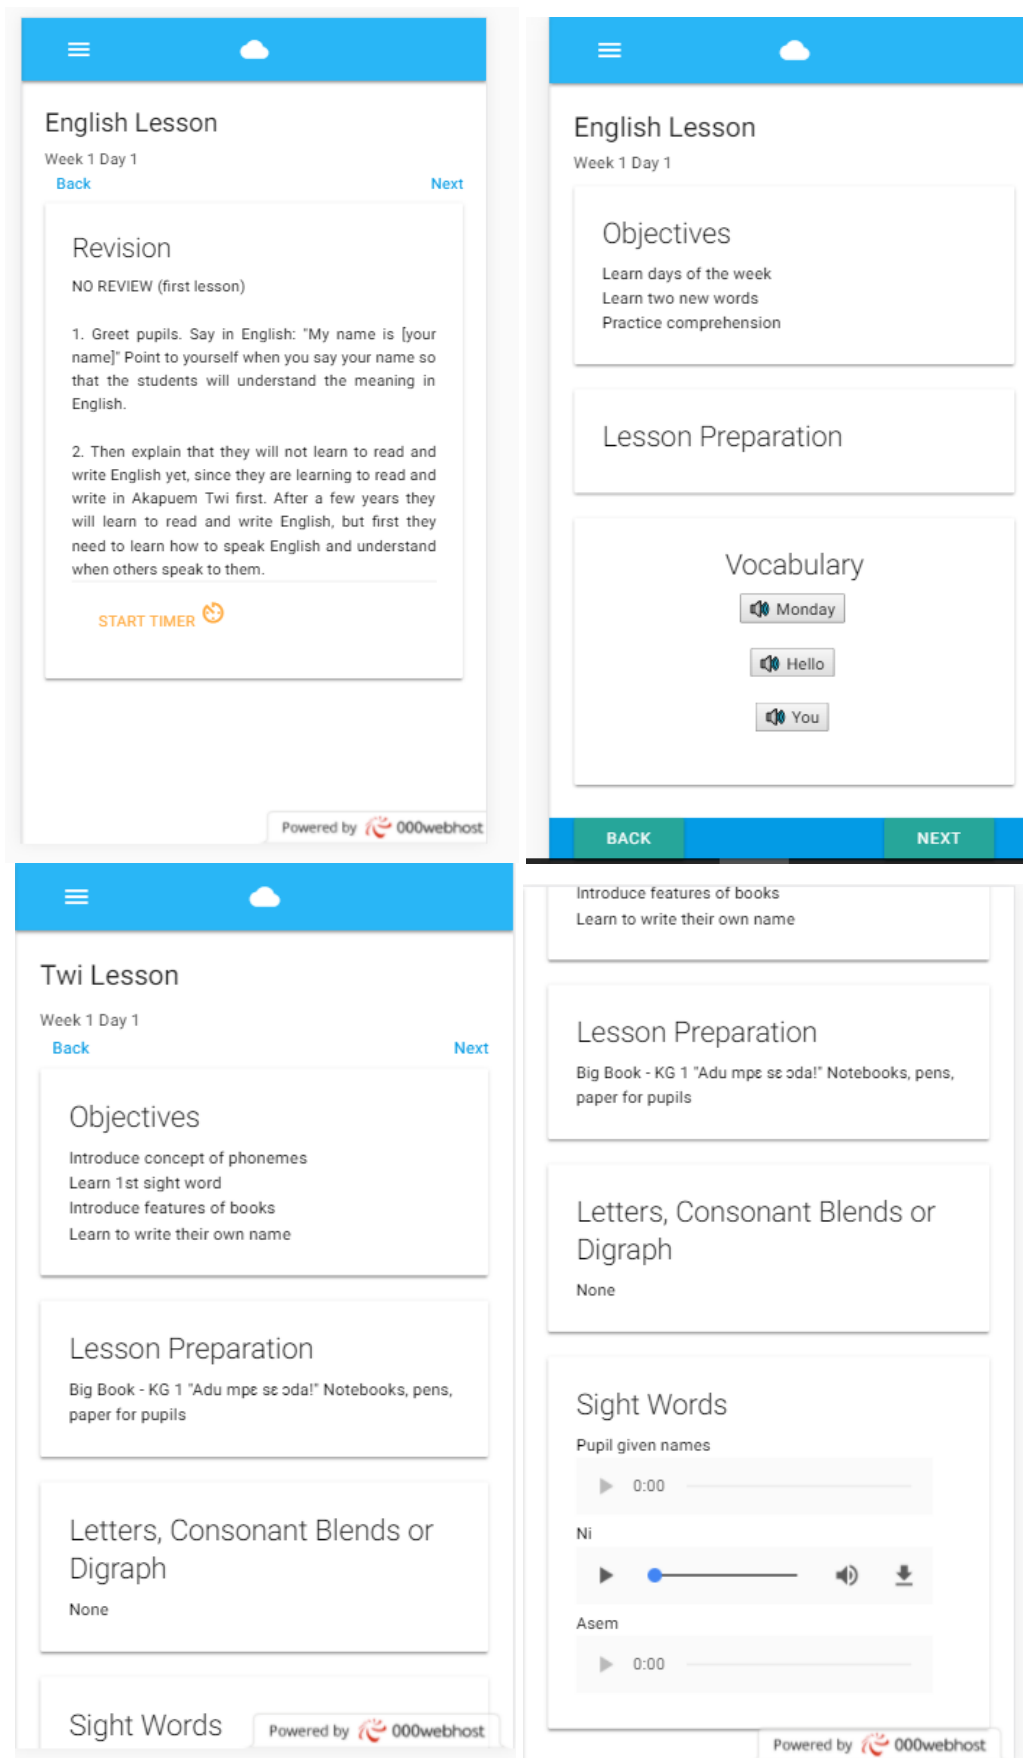 English Lesson
Week 1 Day 1
Back
Next
Revision
NO REVIEW (first lesson)
1. Greet pupils. Say in English: "My name is [your
name]" Point to yourself when you say your name so
that the students will understand the meaning in
English.
2. Then explain that they will not learn to read and
write English yet, since they are learning to read and
write in Akapuem Twi first. After a few years they
will learn to read and write English, but first they
need to learn how to speak English and understand
when others speak to them.
START TIMER
Powered by 000webhost
English Lesson
Week 1 Day 1
Objectives
Learn days of the week
Learn two new words
Practice comprehension
Lesson Preparation
Vocabulary
Monday
Hello
You
BACK
NEXT
Twi Lesson
Week 1 Day 1
Back
Next
Objectives
Introduce concept of phonemes
Learn 1st sight word
Introduce features of books
Learn to write their own name
Lesson Preparation
Big Book - KG 1 "Adu mpɛ sɛ ɔda!" Notebooks, pens,
paper for pupils
Letters, Consonant Blends or
Digraph
None
Sight Words
Powered by 000webhost
Introduce features of books
Learn to write their own name
Lesson Preparation
Big Book - KG 1 "Adu mpɛ sɛ ɔda!" Notebooks, pens,
paper for pupils
Letters, Consonant Blends or
Digraph
None
Sight Words
Pupil given names
0:00
Ni
Asem
0:00
Powered by 000webhost